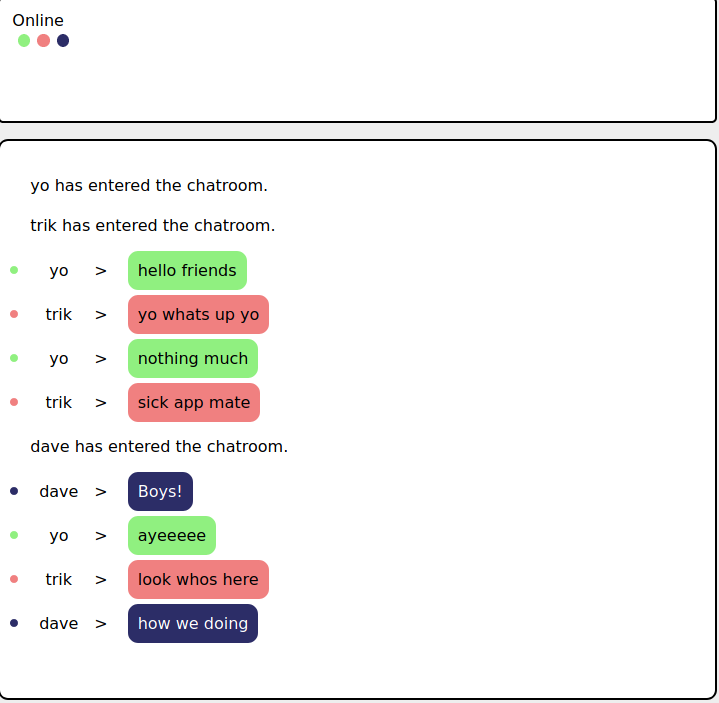 Online
yo has entered the chatroom.
trik has entered the chatroom.
yo > hello friends
trik > yo whats up yo
yo > nothing much
trik > sick app mate
dave has entered the chatroom.
dave > Boys!
yo > ayeeeee
trik > look whos here
dave > how we doing